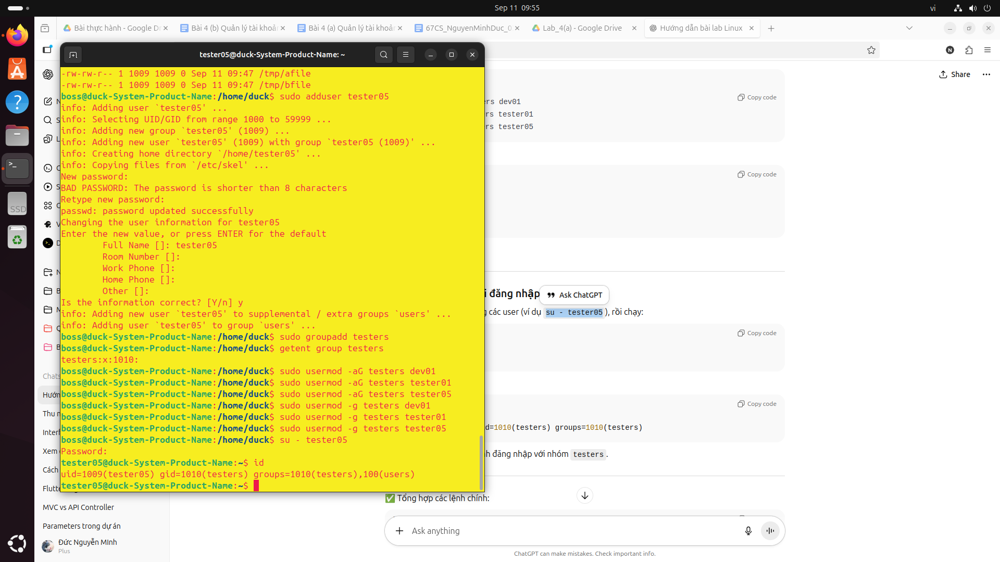 Sep 11 09:55
vi
Bài thực hành - Google Dr
Bài 4 (b) Quản lý tài khoản
Bài 4 (a) Quản lý tài khoản
67CS_NguyenMinhDuc_0
Lab_4(a) - Google Drive
Hướng dẫn bài lab Linux
tester05@duck-System-Product-Name: ~
-rw-rw-r-- 1 1009 1009 0 Sep 11 09:47 /tmp/afile
-rw-rw-r-- 1 1009 1009 0 Sep 11 09:47 /tmp/bfile
boss@duck-System-Product-Name:/home/duck$ sudo adduser tester05
info: Adding user `tester05' ...
info: Selecting UID/GID from range 1000 to 59999 ...
info: Adding new group `tester05' (1009) ...
info: Adding new user `tester05' (1009) with group `tester05 (1009)' ...
info: Creating home directory `/home/tester05' ...
info: Copying files from `/etc/skel' ...
New password:
BAD PASSWORD: The password is shorter than 8 characters
Retype new password:
passwd: password updated successfully
Changing the user information for tester05
Enter the new value, or press ENTER for the default
Full Name []: tester05
Room Number []:
Work Phone []:
Home Phone []:
Other []:
Is the information correct? [Y/n] y
info: Adding new user `tester05' to supplemental / extra groups `users' ...
info: Adding user `tester05' to group `users' ...
boss@duck-System-Product-Name:/home/duck$ sudo groupadd testers
boss@duck-System-Product-Name:/home/duck$ getent group testers
testers:x:1010:
boss@duck-System-Product-Name:/home/duck$ sudo usermod -aG testers dev01
boss@duck-System-Product-Name:/home/duck$ sudo usermod -aG testers tester01
boss@duck-System-Product-Name:/home/duck$ sudo usermod -aG testers tester05
boss@duck-System-Product-Name:/home/duck$ sudo usermod -g testers dev01
boss@duck-System-Product-Name:/home/duck$ sudo usermod -g testers tester01
boss@duck-System-Product-Name:/home/duck$ sudo usermod -g testers tester05
boss@duck-System-Product-Name:/home/duck$ su - tester05
Password:
tester05@duck-System-Product-Name:~$ id
uid=1009(tester05) gid=1010(testers) groups=1010(testers),100(users)
tester05@duck-System-Product-Name:~$
SSD
Chats
Hướn
Thu n
Interf
Xem
Cách
Flutte
MVC vs API Controller
Parameters trong dự án
Đức Nguyễn MInh
Plus
Share
Copy code
rs dev01
rs tester01
rs tester05
Copy code
i đăng nhập
Ask ChatGPT
g các user (ví dụ su - tester05), rồi chạy:
Copy code
Copy code
d=1010(testers) groups=1010(testers)
h đăng nhập với nhóm testers.
✅ Tổng hợp các lệnh chính:
Ask anything
ChatGPT can make mistakes. Check important info.